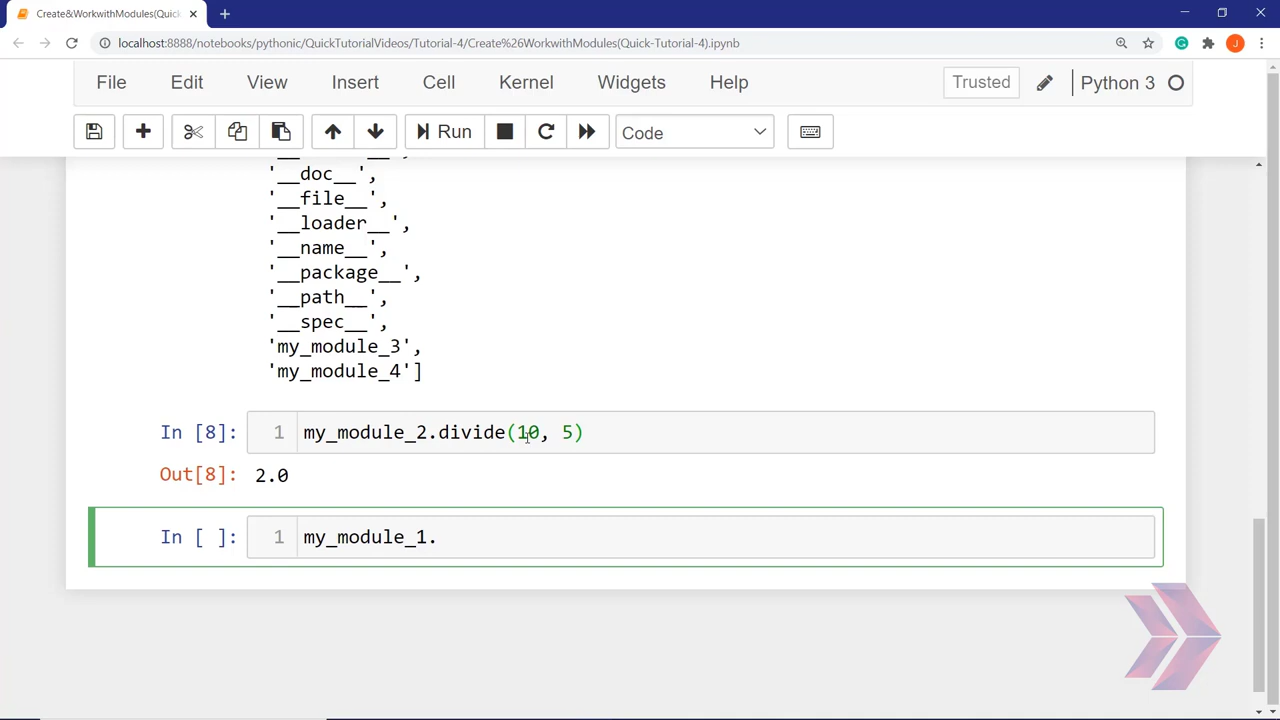 Create&WorkwithModules(Quick
localhost:8888/notebooks/pythonic/QuickTutorialVideos/Tutorial-4/Create%26WorkwithModules(Quick-Tutorial-4).ipynb
J
File Edit View Insert Cell Kernel Widgets Help Trusted Python 3
Run Code
'__doc__',
'__file__',
'__loader__',
'__name__',
'__package__',
'__path__',
'__spec__',
'my_module_3',
'my_module_4']
In [8]: 1 my_module_2.divide(10, 5)
Out[8]: 2.0
In [ ]: 1 my_module_1.